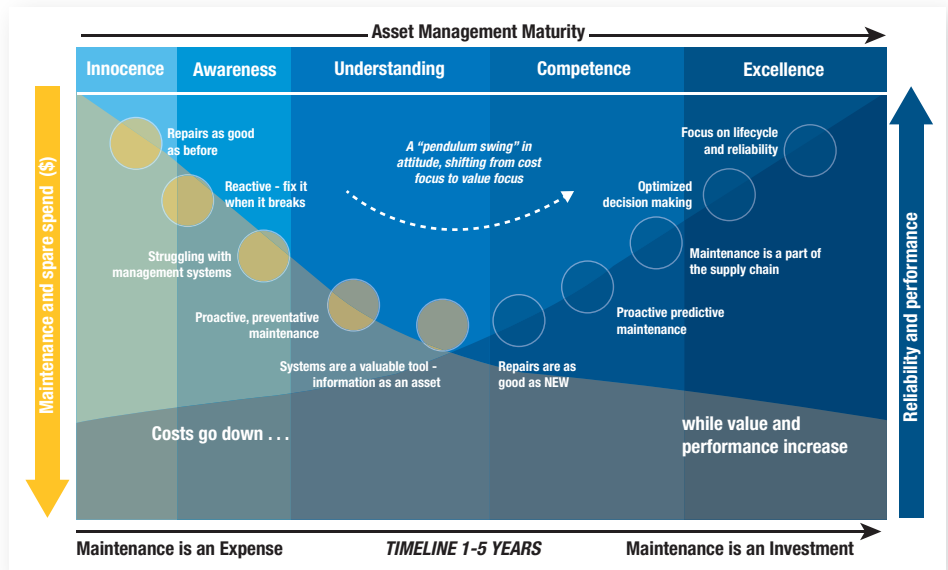 Asset Management Maturity
Innocence
Awareness
Understanding
Competence
Excellence
Maintenance and spare spend ($)
Reliability and performance
Repairs as good
as before
Reactive - fix it
when it breaks
Struggling with
management systems
Proactive, preventative
maintenance
Systems are a valuable tool -
information as an asset
A "pendulum swing" in
attitude, shifting from cost
focus to value focus
Repairs are as
good as NEW
Proactive predictive
maintenance
Maintenance is a part of
the supply chain
Optimized
decision making
Focus on lifecycle
and reliability
Costs go down . . .
while value and
performance increase
Maintenance is an Expense
TIMELINE 1-5 YEARS
Maintenance is an Investment